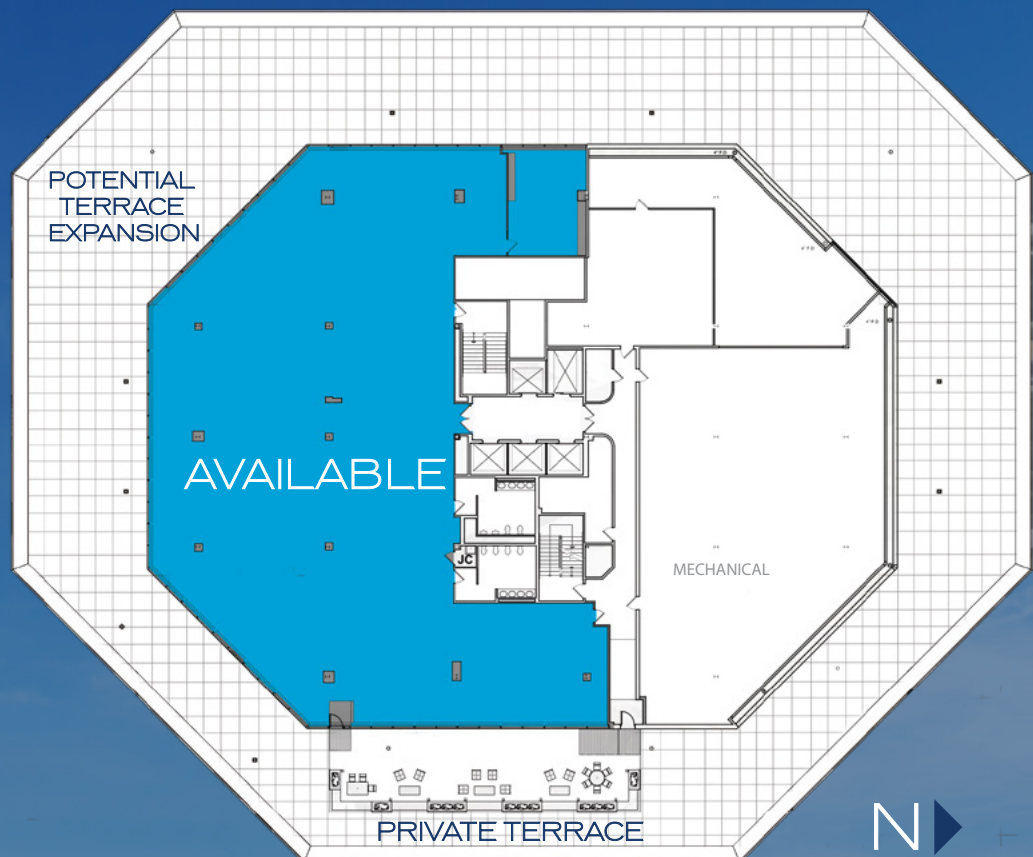 POTENTIAL
TERRACE
EXPANSION
AVAILABLE
JC
MECHANICAL
PRIVATE TERRACE
N